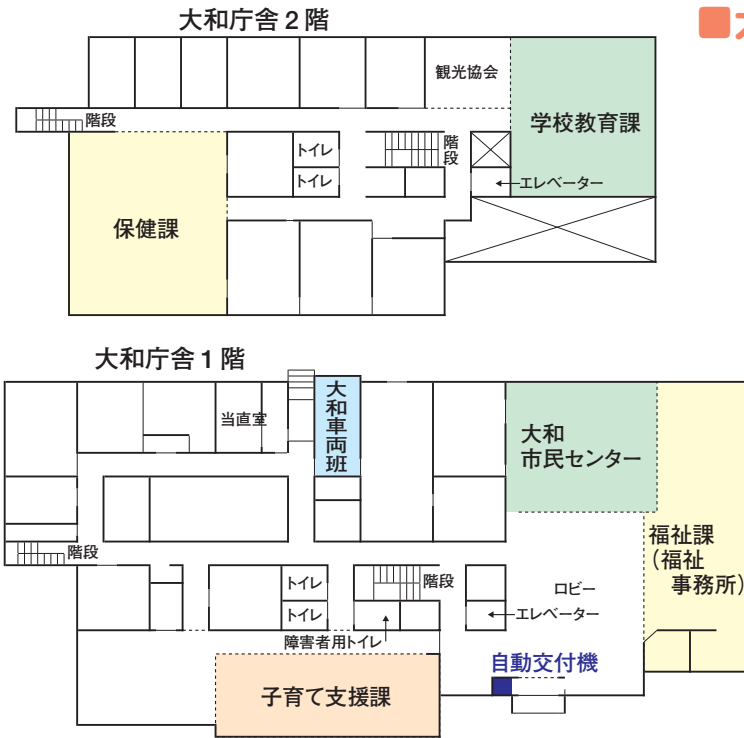 大和庁舎２階
観光協会
学校教育課
階段
トイレ
階段
トイレ
エレベーター
保健課
大和庁舎１階
当直室
大和車両班
大和
市民センター
福祉課
（福祉
事務所）
階段
トイレ
階段
ロビー
トイレ
エレベーター
障害者用トイレ
自動交付機
子育て支援課